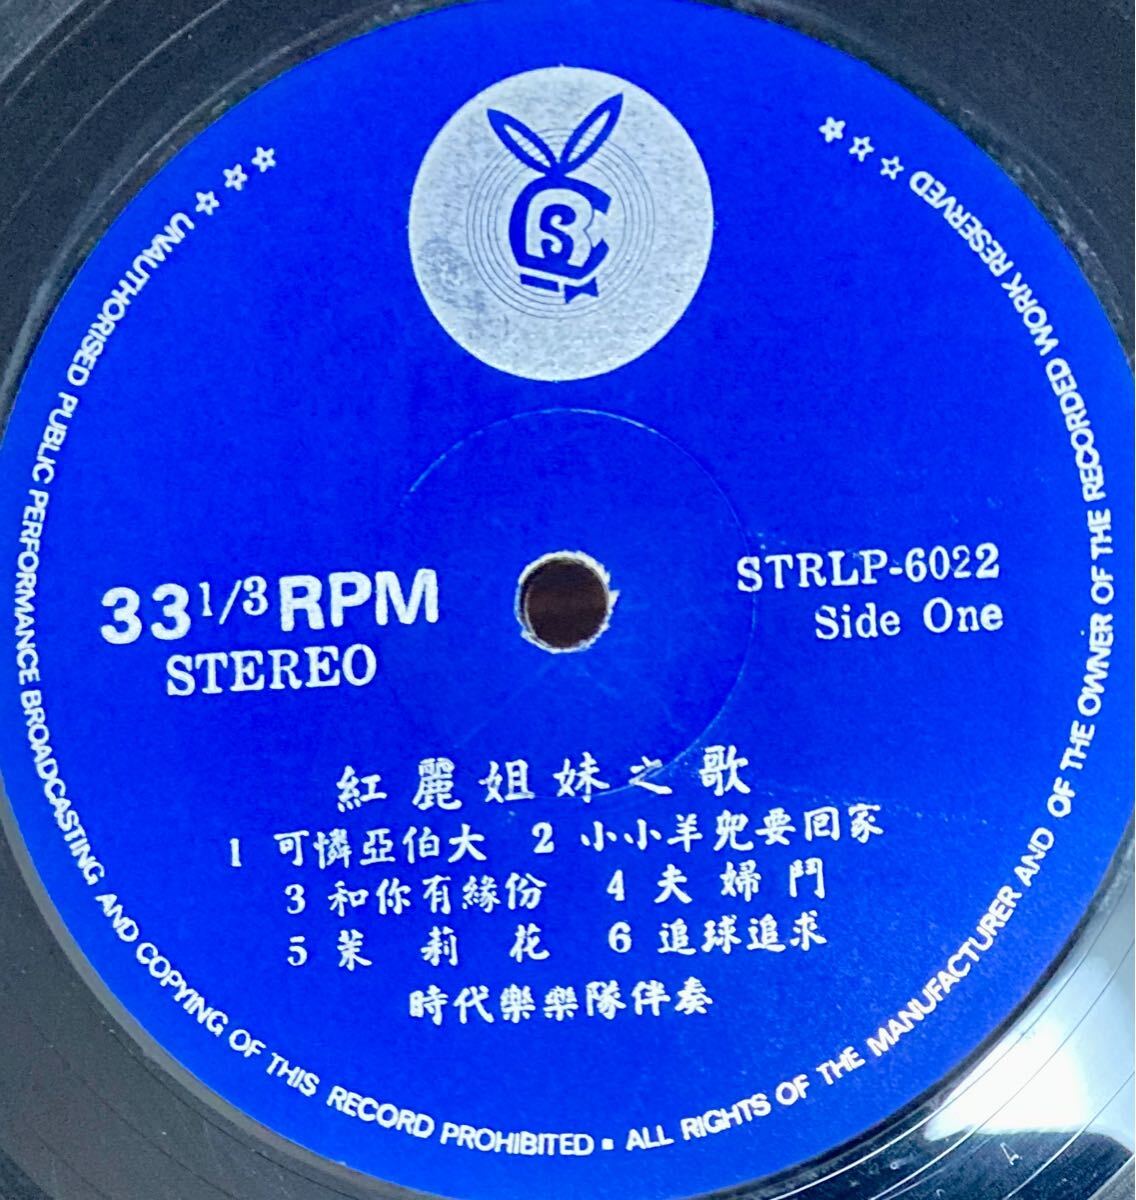 ☆☆☆ UNAUTHORISED PUBLIC PERFORMANCE BROADCASTING AND COPYING OF THIS RECORD PROHIBITED ▪ ALL RIGHTS OF THE MANUFACTURER AND OF THE OWNER OF THE RECORDED WORK RESERVED ☆☆☆
33 1/3 RPM
STEREO
STRLP-6022
Side One
紅麗姐妹之歌
1 可憐亞伯大 2 小小羊兒要回家
3 和你有緣份 4 夫婦鬥
5 茉莉花 6 追球追求
時代樂樂隊伴奏